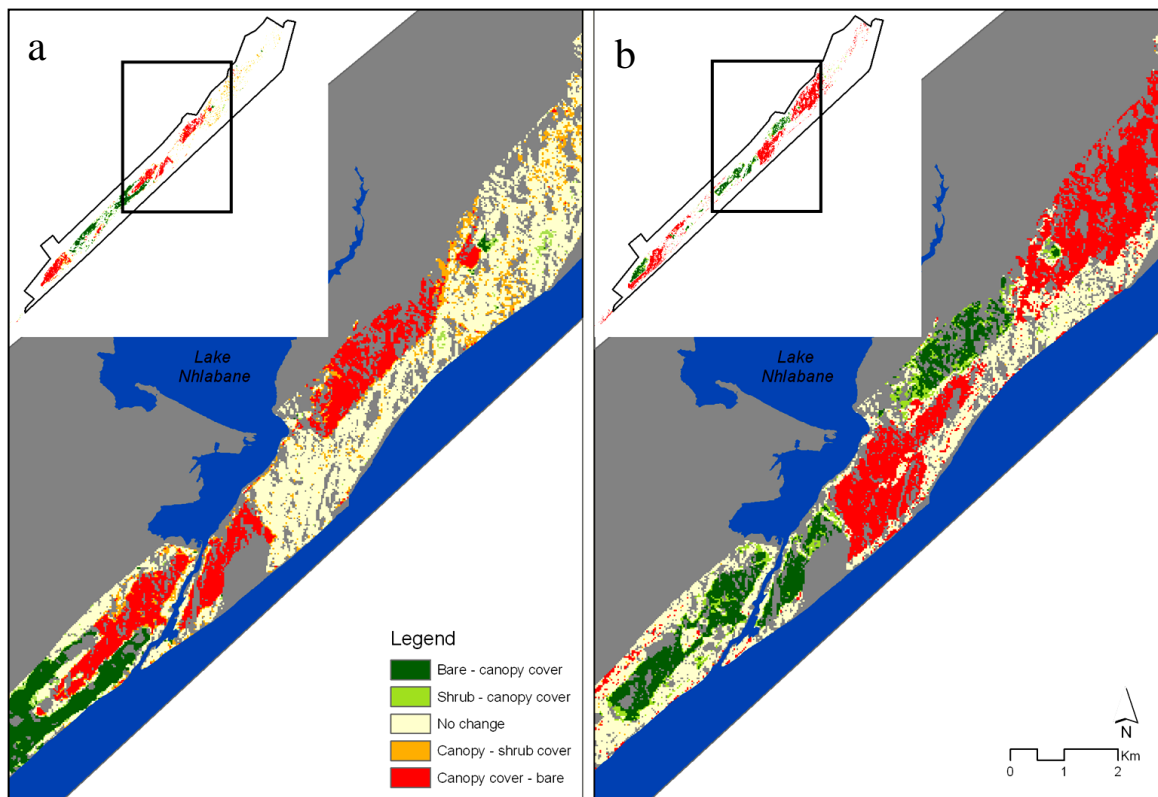 a
Lake
Nhlabane
Legend
Bare - canopy cover
Shrub - canopy cover
No change
Canopy - shrub cover
Canopy cover - bare
b
Lake
Nhlabane
N
Km
0 1 2